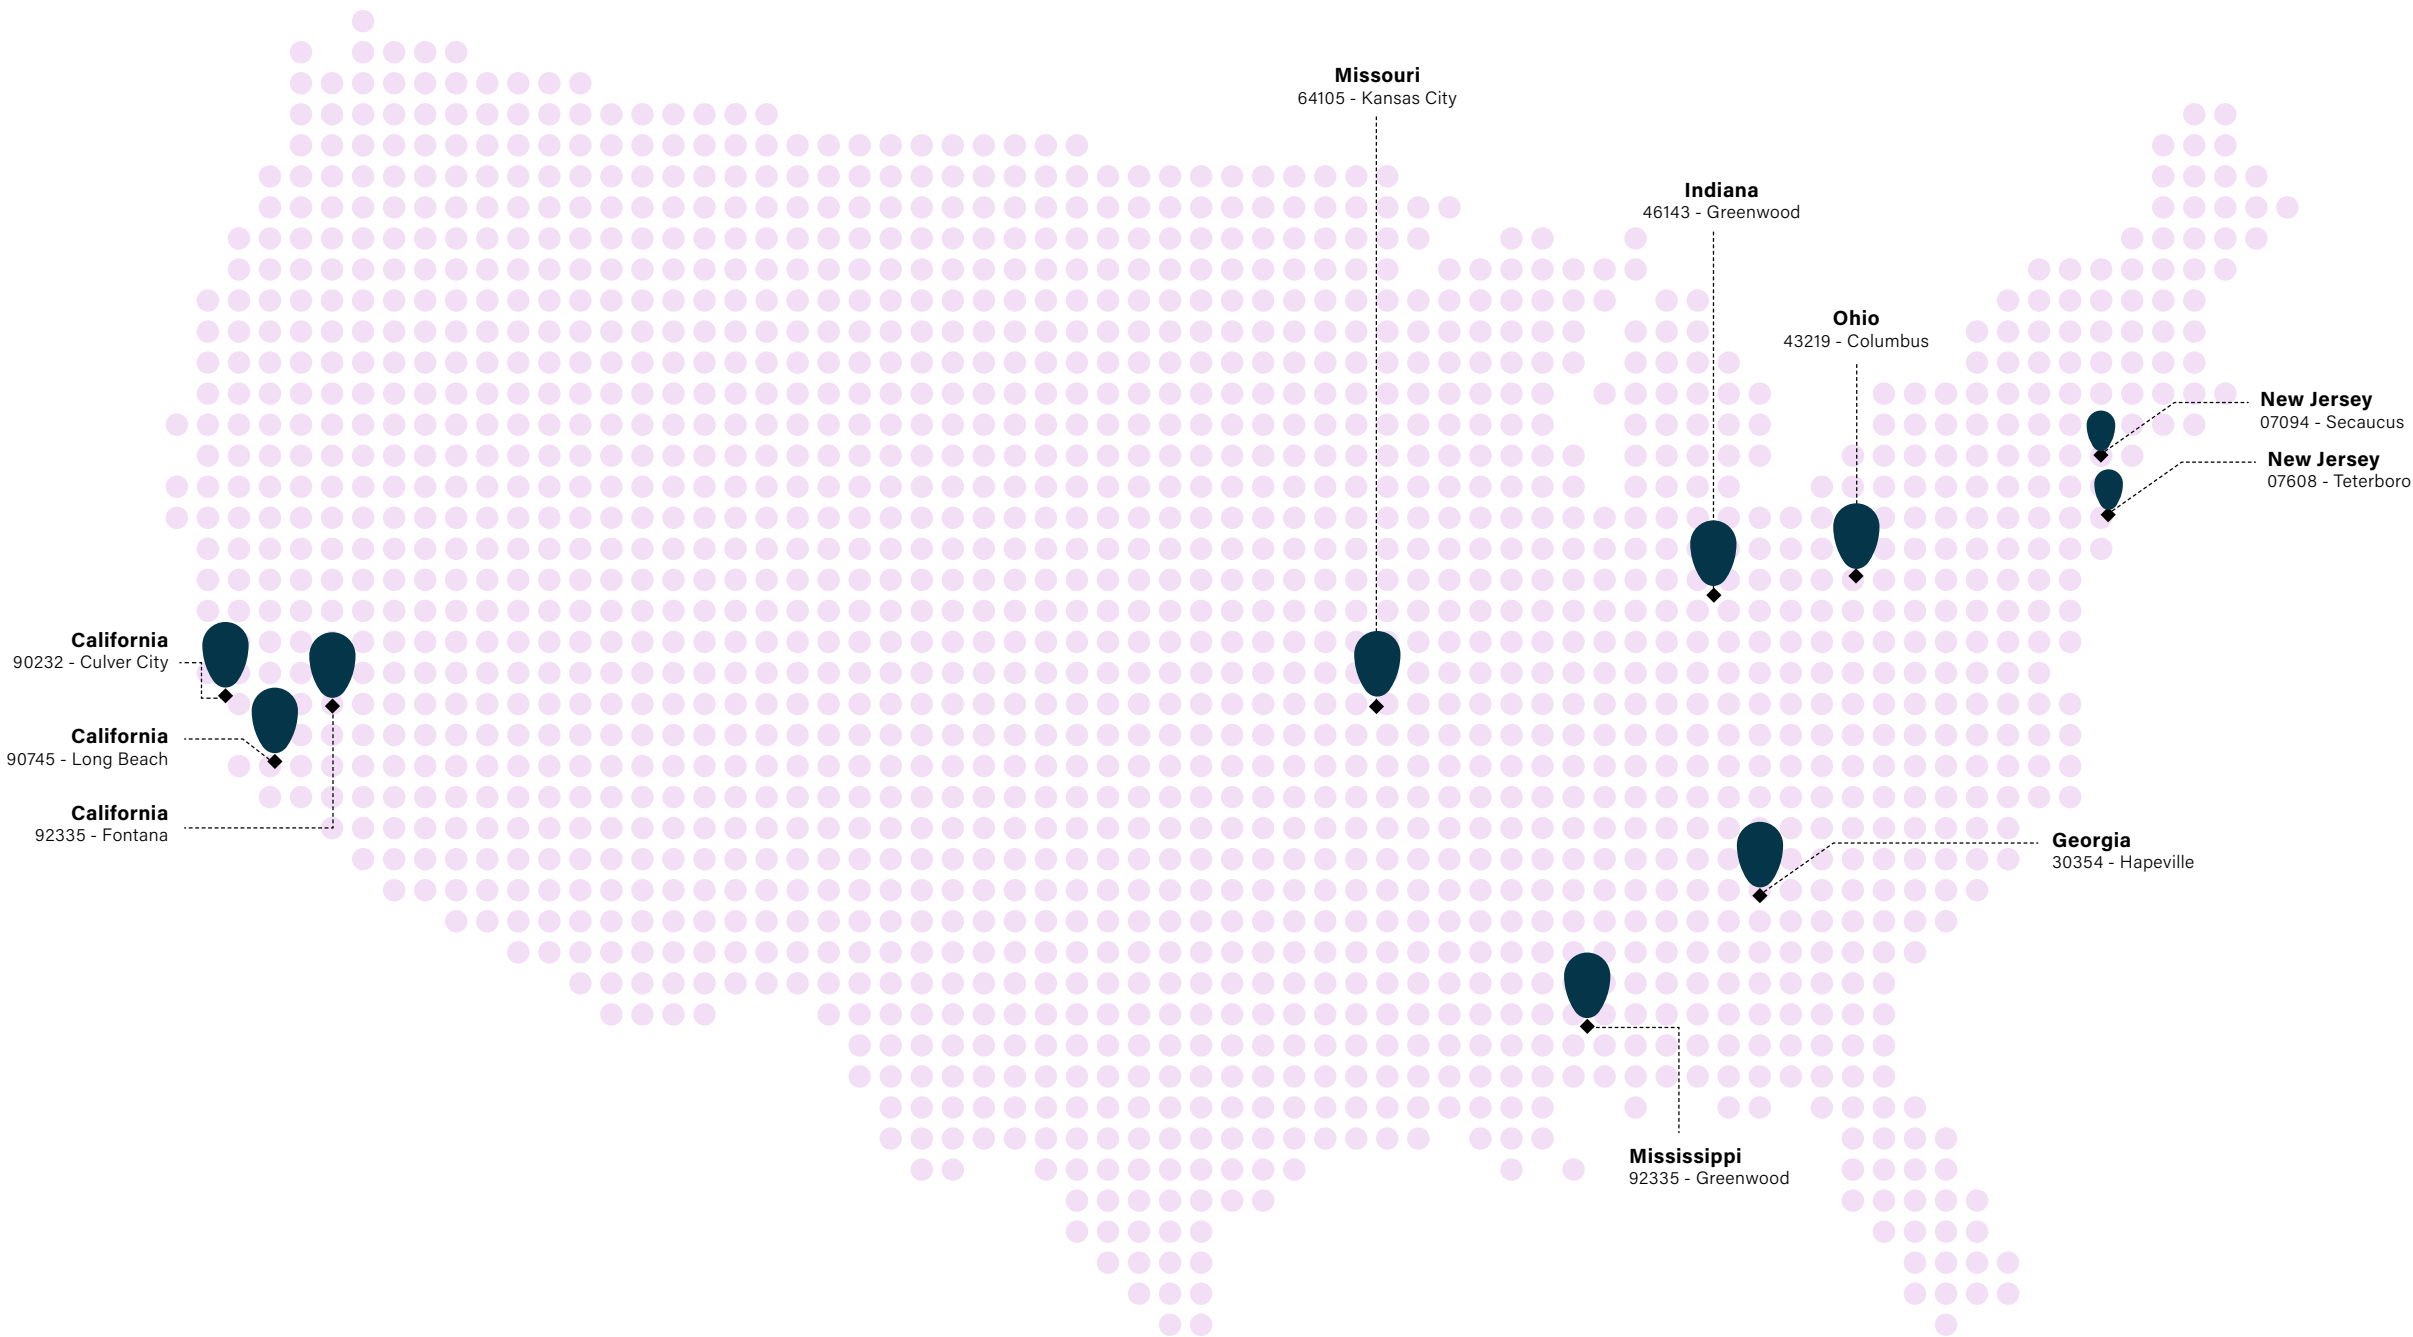 Missouri
64105 - Kansas City
Indiana
46143 - Greenwood
Ohio
43219 - Columbus
New Jersey
07094 - Secaucus
New Jersey
07608 - Teterboro
California
90232 - Culver City
California
90745 - Long Beach
California
92335 - Fontana
Georgia
30354 - Hapeville
Mississippi
92335 - Greenwood